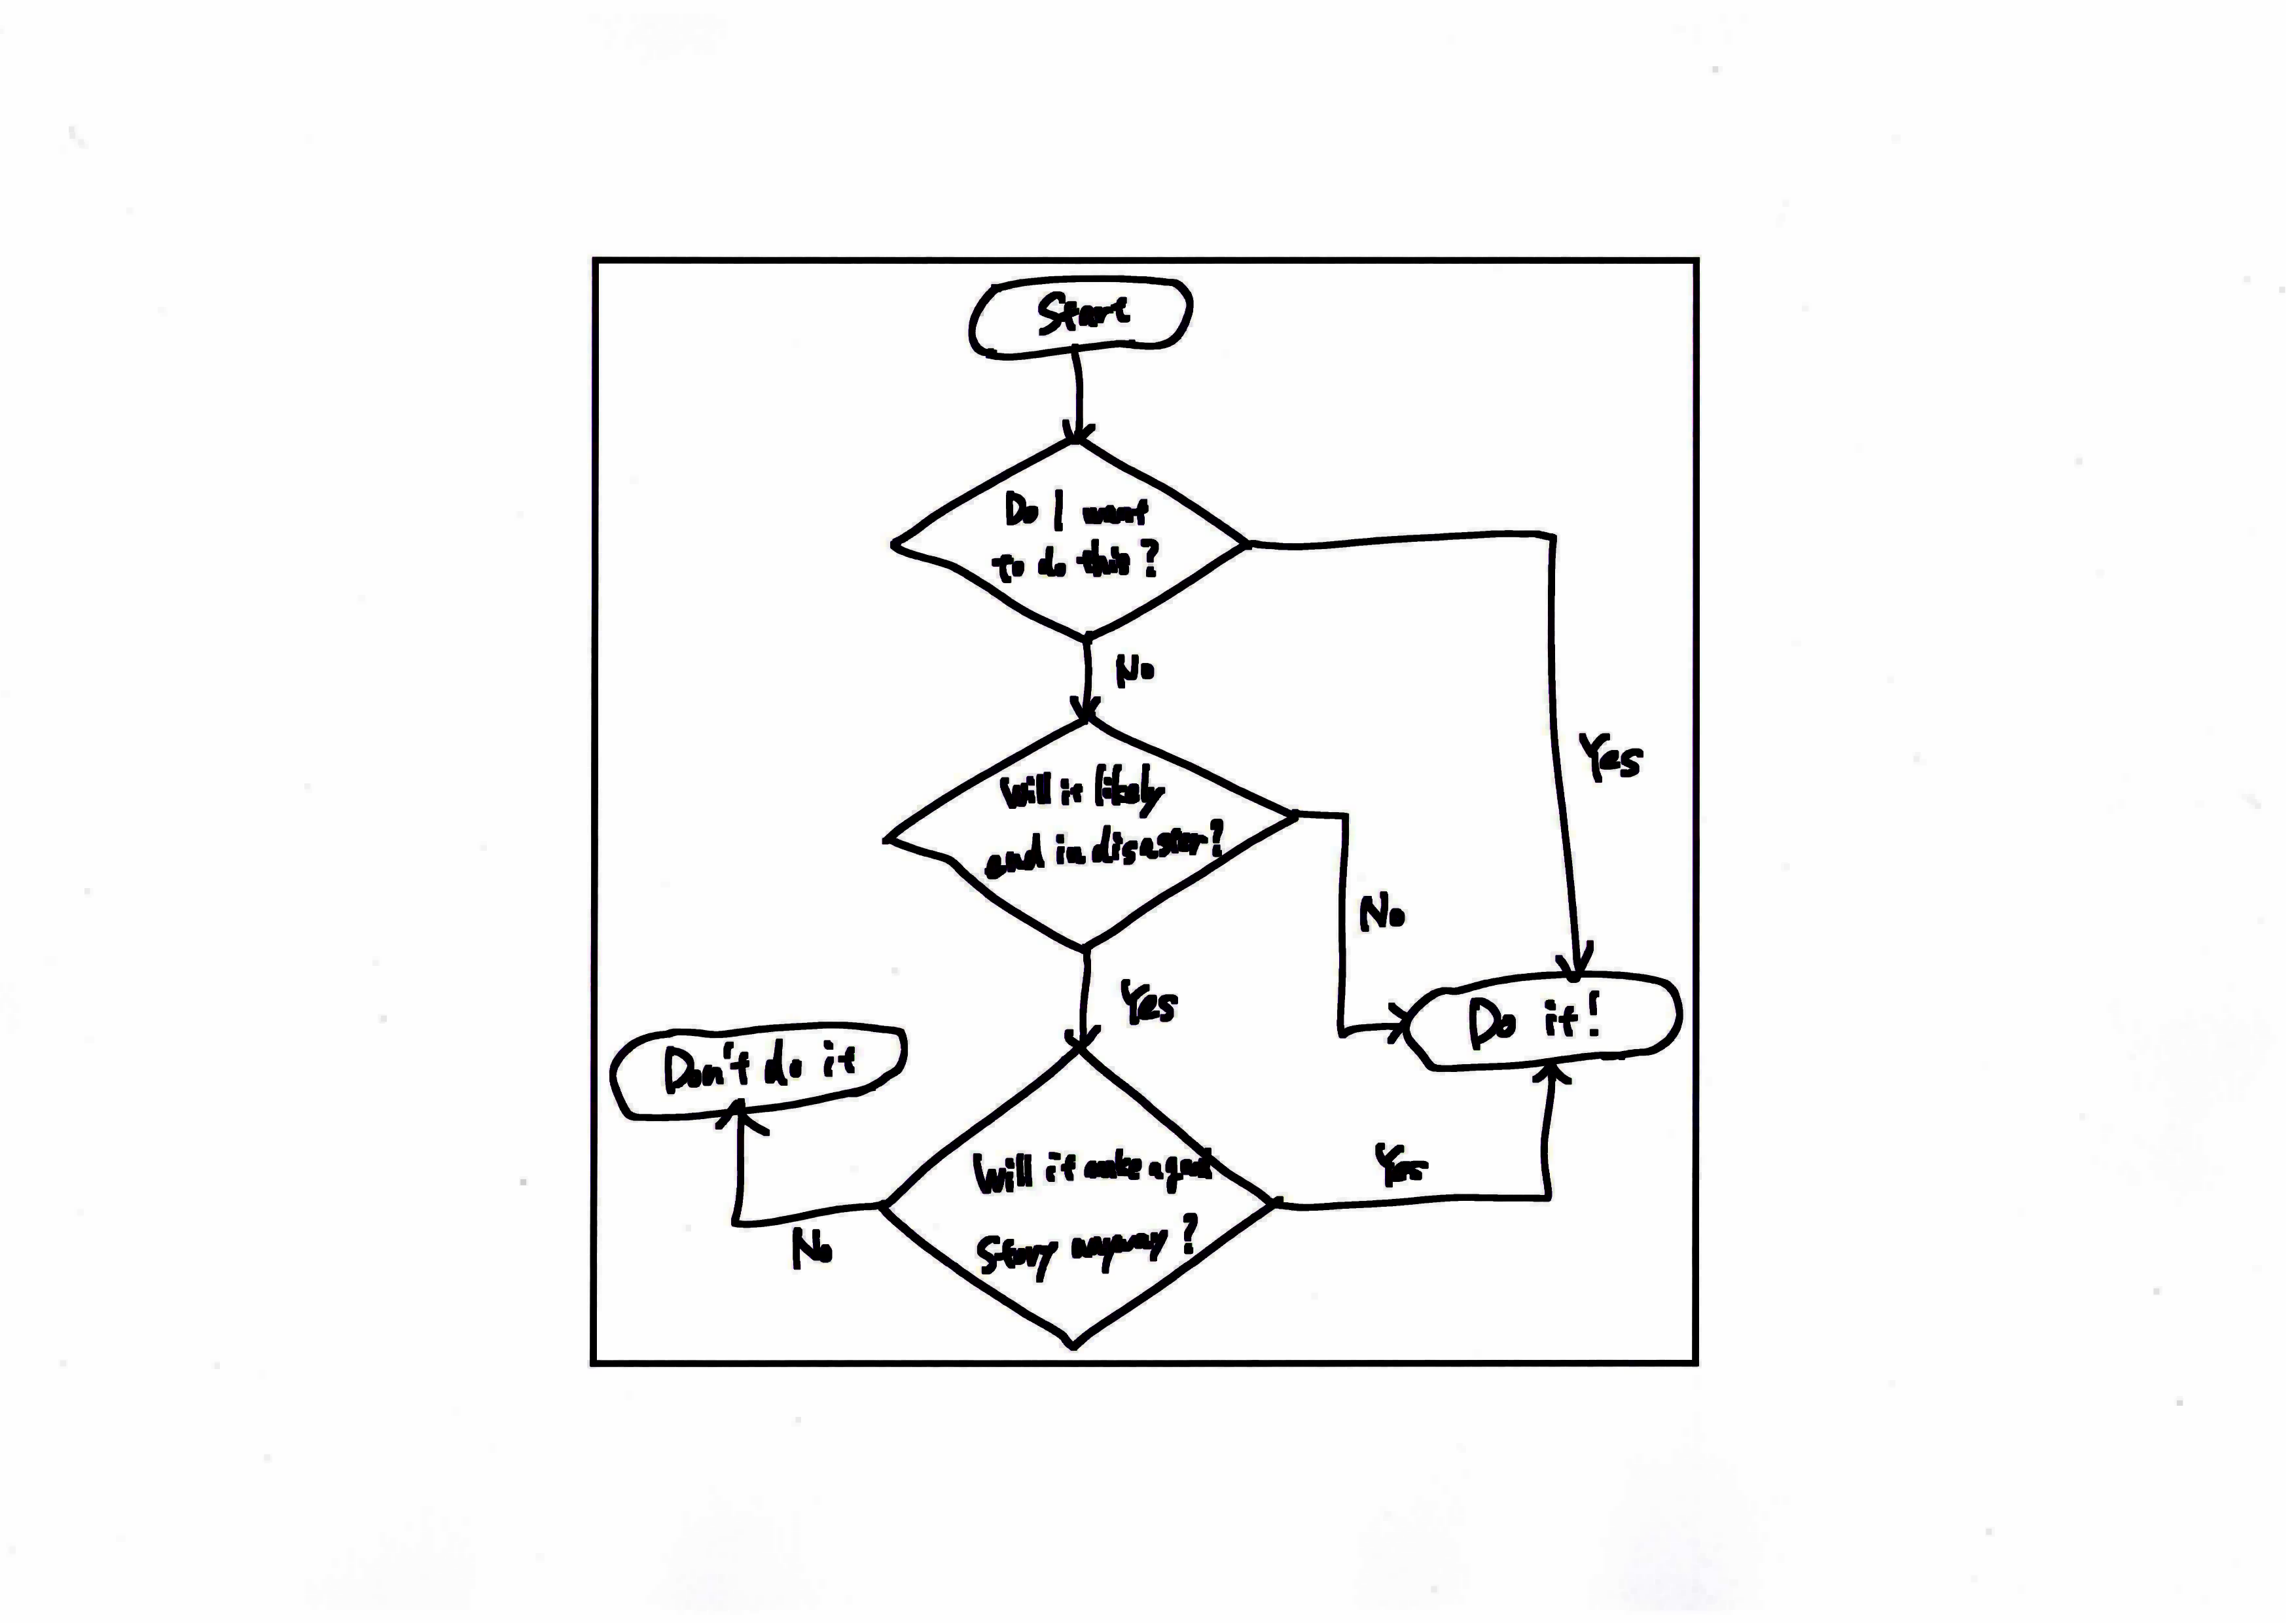 Start
Do I want
to do this?
No
Yes
Will it likely
end in disester?
No
Yes
Do it!
Don't do it
Will it make a good
Story anyway?
Yes
No